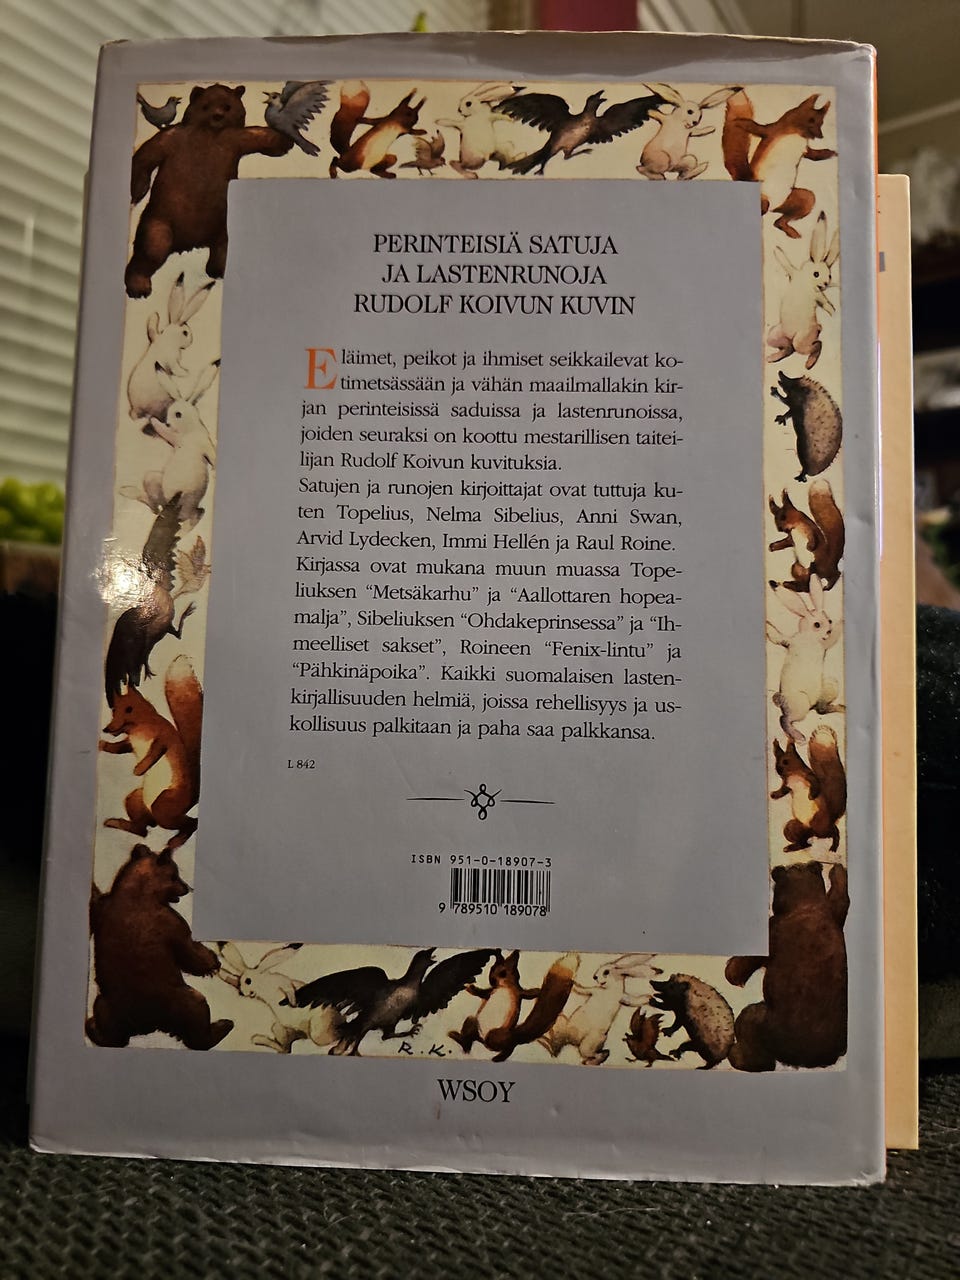 PERINTEISIÄ SATUJA
JA LASTENRUNOJA
RUDOLF KOIVUN KUVIN
Eläimet, peikot ja ihmiset seikkailevat ko-
timetsässään ja vähän maailmallakin kir-
jan perinteisissä saduissa ja lastenrunoissa,
joiden seuraksi on koottu mestarillisen taitei-
lijan Rudolf Koivun kuvituksia.
Satujen ja runojen kirjoittajat ovat tuttuja ku-
ten Topelius, Nelma Sibelius, Anni Swan,
Arvid Lydecken, Immi Hellén ja Raul Roine.
Kirjassa ovat mukana muun muassa Tope-
liuksen “Metsäkarhu” ja “Aallottaren hopea-
malja”, Sibeliuksen “Ohdakeprinsessa” ja “Ih-
meelliset sakset”, Roineen “Fenix-lintu” ja
“Pähkinäpoika”. Kaikki suomalaisen lasten-
kirjallisuuden helmiä, joissa rehellisyys ja us-
kollisuus palkitaan ja paha saa palkkansa.
L 842
ISBN 951-0-18907-3
9 789510 189078
R.K.
WSOY